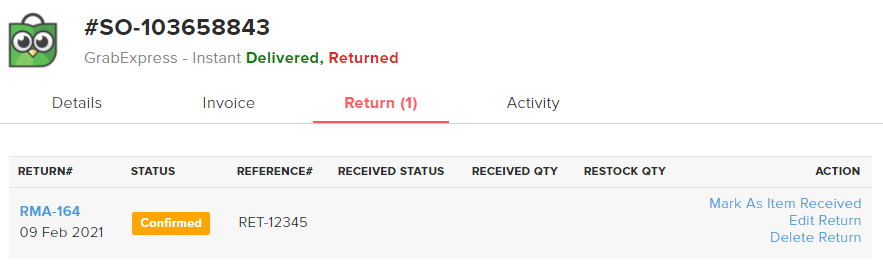 #SO-103658843
GrabExpress - Instant Delivered, Returned
Details Invoice Return (1) Activity
RETURN# STATUS REFERENCE# RECEIVED STATUS RECEIVED QTY RESTOCK QTY ACTION
RMA-164
09 Feb 2021
Confirmed
RET-12345
Mark As Item Received
Edit Return
Delete Return